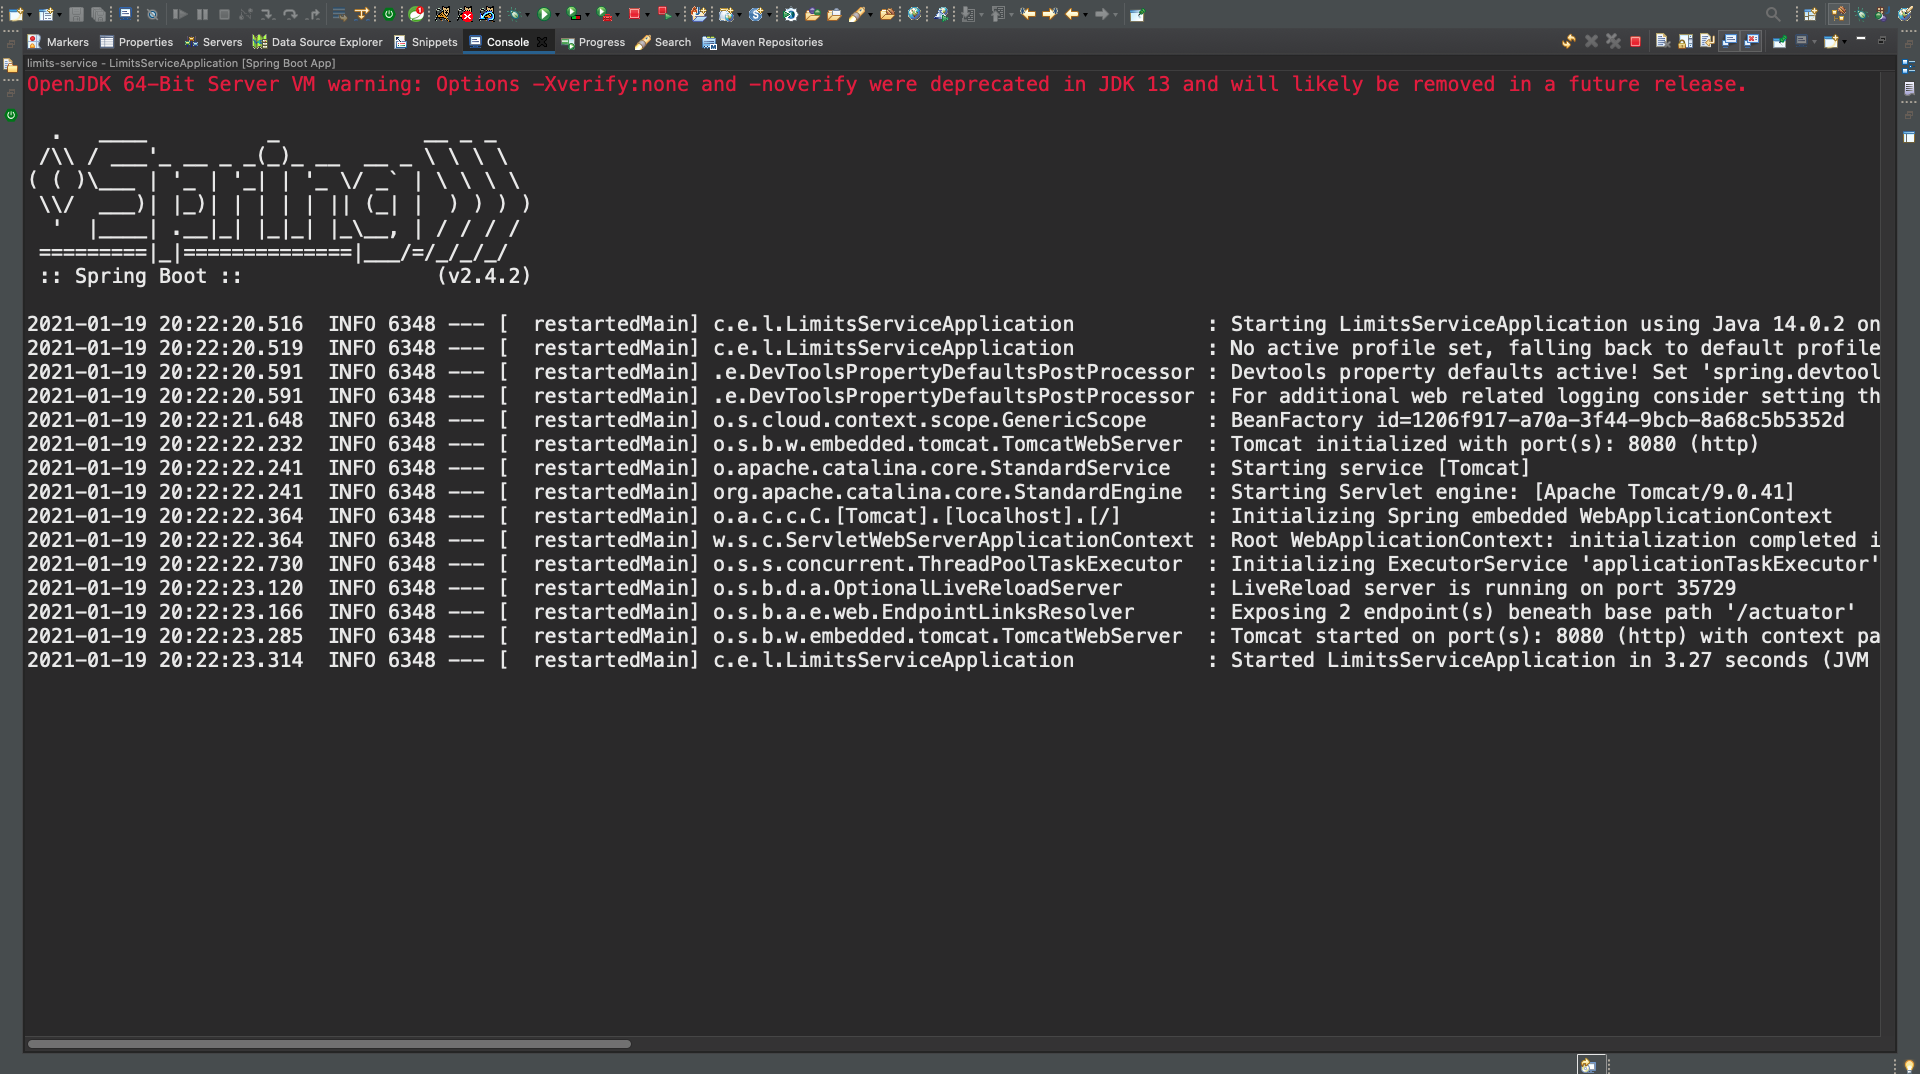 Markers Properties Servers Data Source Explorer Snippets Console Progress Search Maven Repositories
limits-service - LimitsServiceApplication [Spring Boot App]
OpenJDK 64-Bit Server VM warning: Options -Xverify:none and -noverify were deprecated in JDK 13 and will likely be removed in a future release.
  .   ____          _            __ _ _
 /\\ / ___'_ __ _ _(_)_ __  __ _ \ \ \ \
( ( )\___ | '_ | '_| | '_ \/ _` | \ \ \ \
 \\/  ___)| |_)| | | | | || (_| |  ) ) ) )
  '  |____| .__|_| |_|_| |_\__, | / / / /
 =========|_|==============|___/=/_/_/_/
 :: Spring Boot ::                (v2.4.2)
2021-01-19 20:22:20.516  INFO 6348 --- [  restartedMain] c.e.l.LimitsServiceApplication           : Starting LimitsServiceApplication using Java 14.0.2 on
2021-01-19 20:22:20.519  INFO 6348 --- [  restartedMain] c.e.l.LimitsServiceApplication           : No active profile set, falling back to default profile
2021-01-19 20:22:20.591  INFO 6348 --- [  restartedMain] .e.DevToolsPropertyDefaultsPostProcessor : Devtools property defaults active! Set 'spring.devtool
2021-01-19 20:22:20.591  INFO 6348 --- [  restartedMain] .e.DevToolsPropertyDefaultsPostProcessor : For additional web related logging consider setting th
2021-01-19 20:22:21.648  INFO 6348 --- [  restartedMain] o.s.cloud.context.scope.GenericScope     : BeanFactory id=1206f917-a70a-3f44-9bcb-8a68c5b5352d
2021-01-19 20:22:22.232  INFO 6348 --- [  restartedMain] o.s.b.w.embedded.tomcat.TomcatWebServer  : Tomcat initialized with port(s): 8080 (http)
2021-01-19 20:22:22.241  INFO 6348 --- [  restartedMain] o.apache.catalina.core.StandardService   : Starting service [Tomcat]
2021-01-19 20:22:22.241  INFO 6348 --- [  restartedMain] org.apache.catalina.core.StandardEngine  : Starting Servlet engine: [Apache Tomcat/9.0.41]
2021-01-19 20:22:22.364  INFO 6348 --- [  restartedMain] o.a.c.c.C.[Tomcat].[localhost].[/]       : Initializing Spring embedded WebApplicationContext
2021-01-19 20:22:22.364  INFO 6348 --- [  restartedMain] w.s.c.ServletWebServerApplicationContext : Root WebApplicationContext: initialization completed i
2021-01-19 20:22:22.730  INFO 6348 --- [  restartedMain] o.s.s.concurrent.ThreadPoolTaskExecutor  : Initializing ExecutorService 'applicationTaskExecutor'
2021-01-19 20:22:23.120  INFO 6348 --- [  restartedMain] o.s.b.d.a.OptionalLiveReloadServer       : LiveReload server is running on port 35729
2021-01-19 20:22:23.166  INFO 6348 --- [  restartedMain] o.s.b.a.e.web.EndpointLinksResolver      : Exposing 2 endpoint(s) beneath base path '/actuator'
2021-01-19 20:22:23.285  INFO 6348 --- [  restartedMain] o.s.b.w.embedded.tomcat.TomcatWebServer  : Tomcat started on port(s): 8080 (http) with context pa
2021-01-19 20:22:23.314  INFO 6348 --- [  restartedMain] c.e.l.LimitsServiceApplication           : Started LimitsServiceApplication in 3.27 seconds (JVM